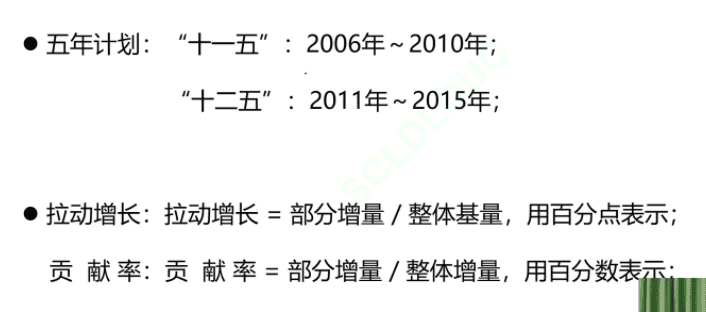 ● 五年计划：“十一五”：2006年～2010年；
“十二五”：2011年～2015年；
● 拉动增长：拉动增长 = 部分增量 / 整体基量，用百分点表示；
贡 献 率：贡 献 率 = 部分增量 / 整体增量，用百分数表示；